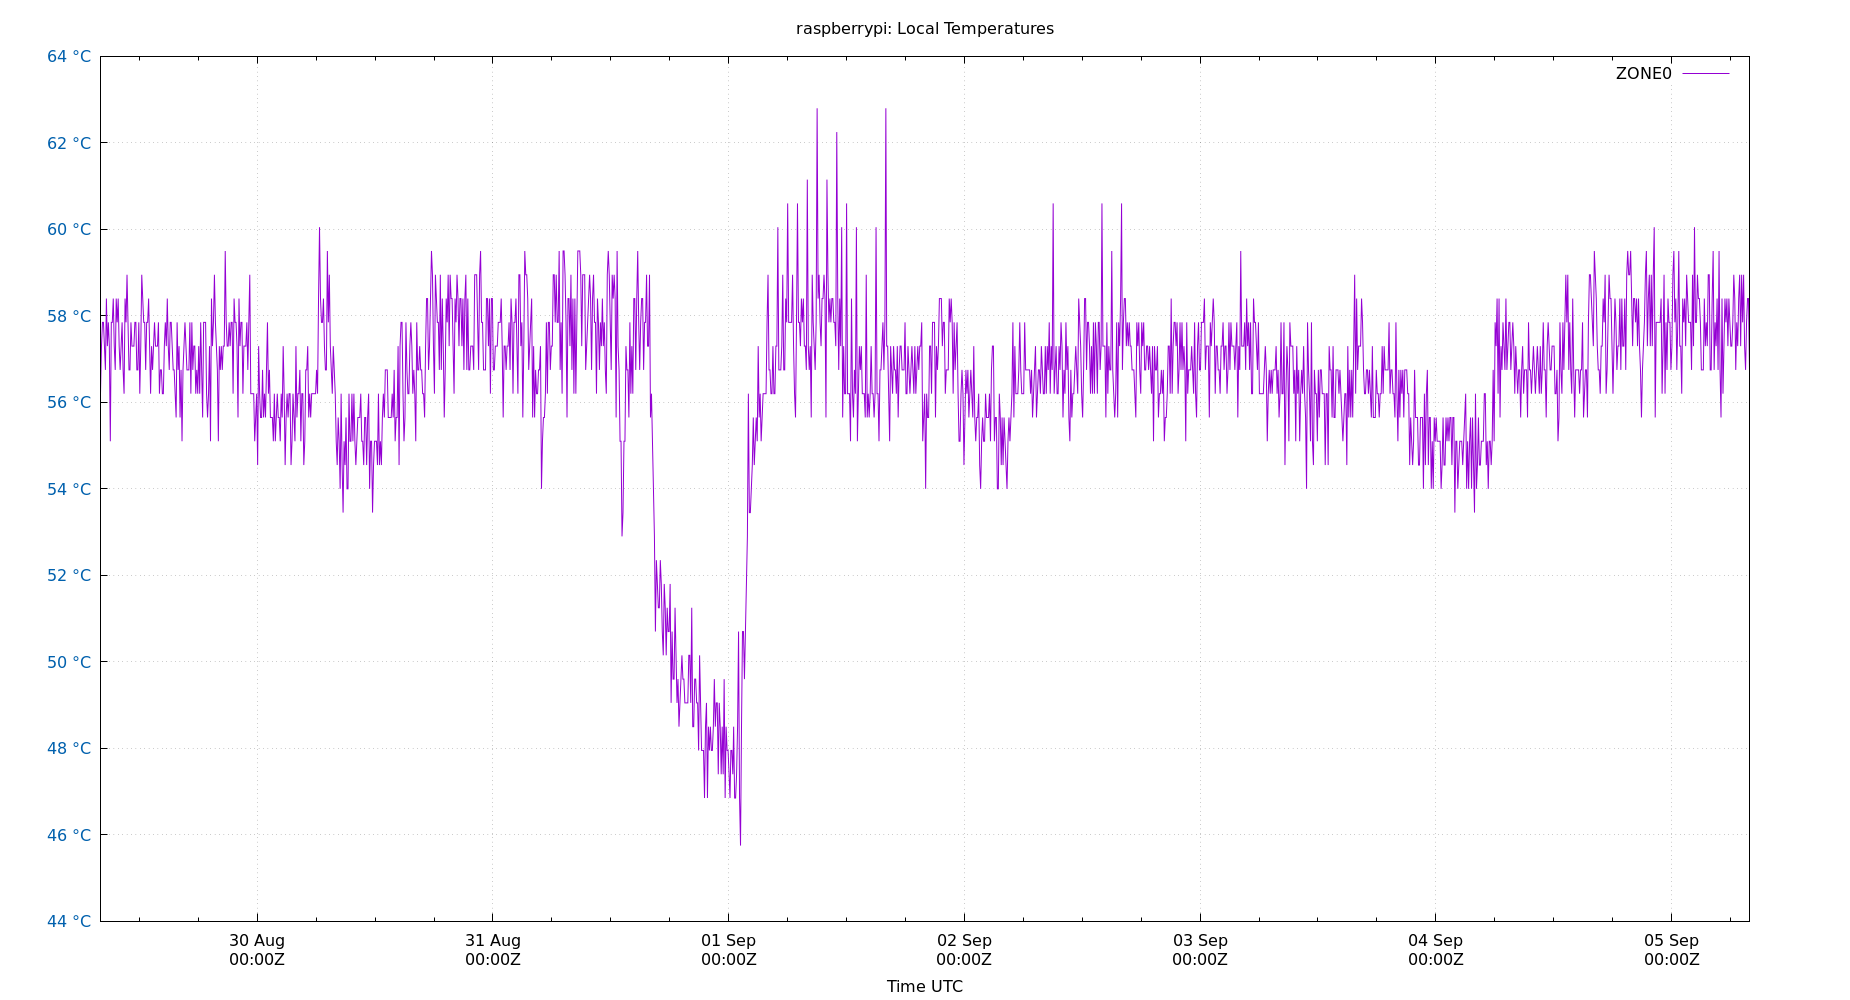 raspberrypi: Local Temperatures
64 °C
ZONE0
62 °C
60 °C
58 °C
56 °C
54 °C
52 °C
50 °C
48 °C
46 °C
44 °C
30 Aug 31 Aug 01 Sep 02 Sep 03 Sep 04 Sep 05 Sep
00:00Z 00:00Z 00:00Z 00:00Z 00:00Z 00:00Z 00:00Z
Time UTC